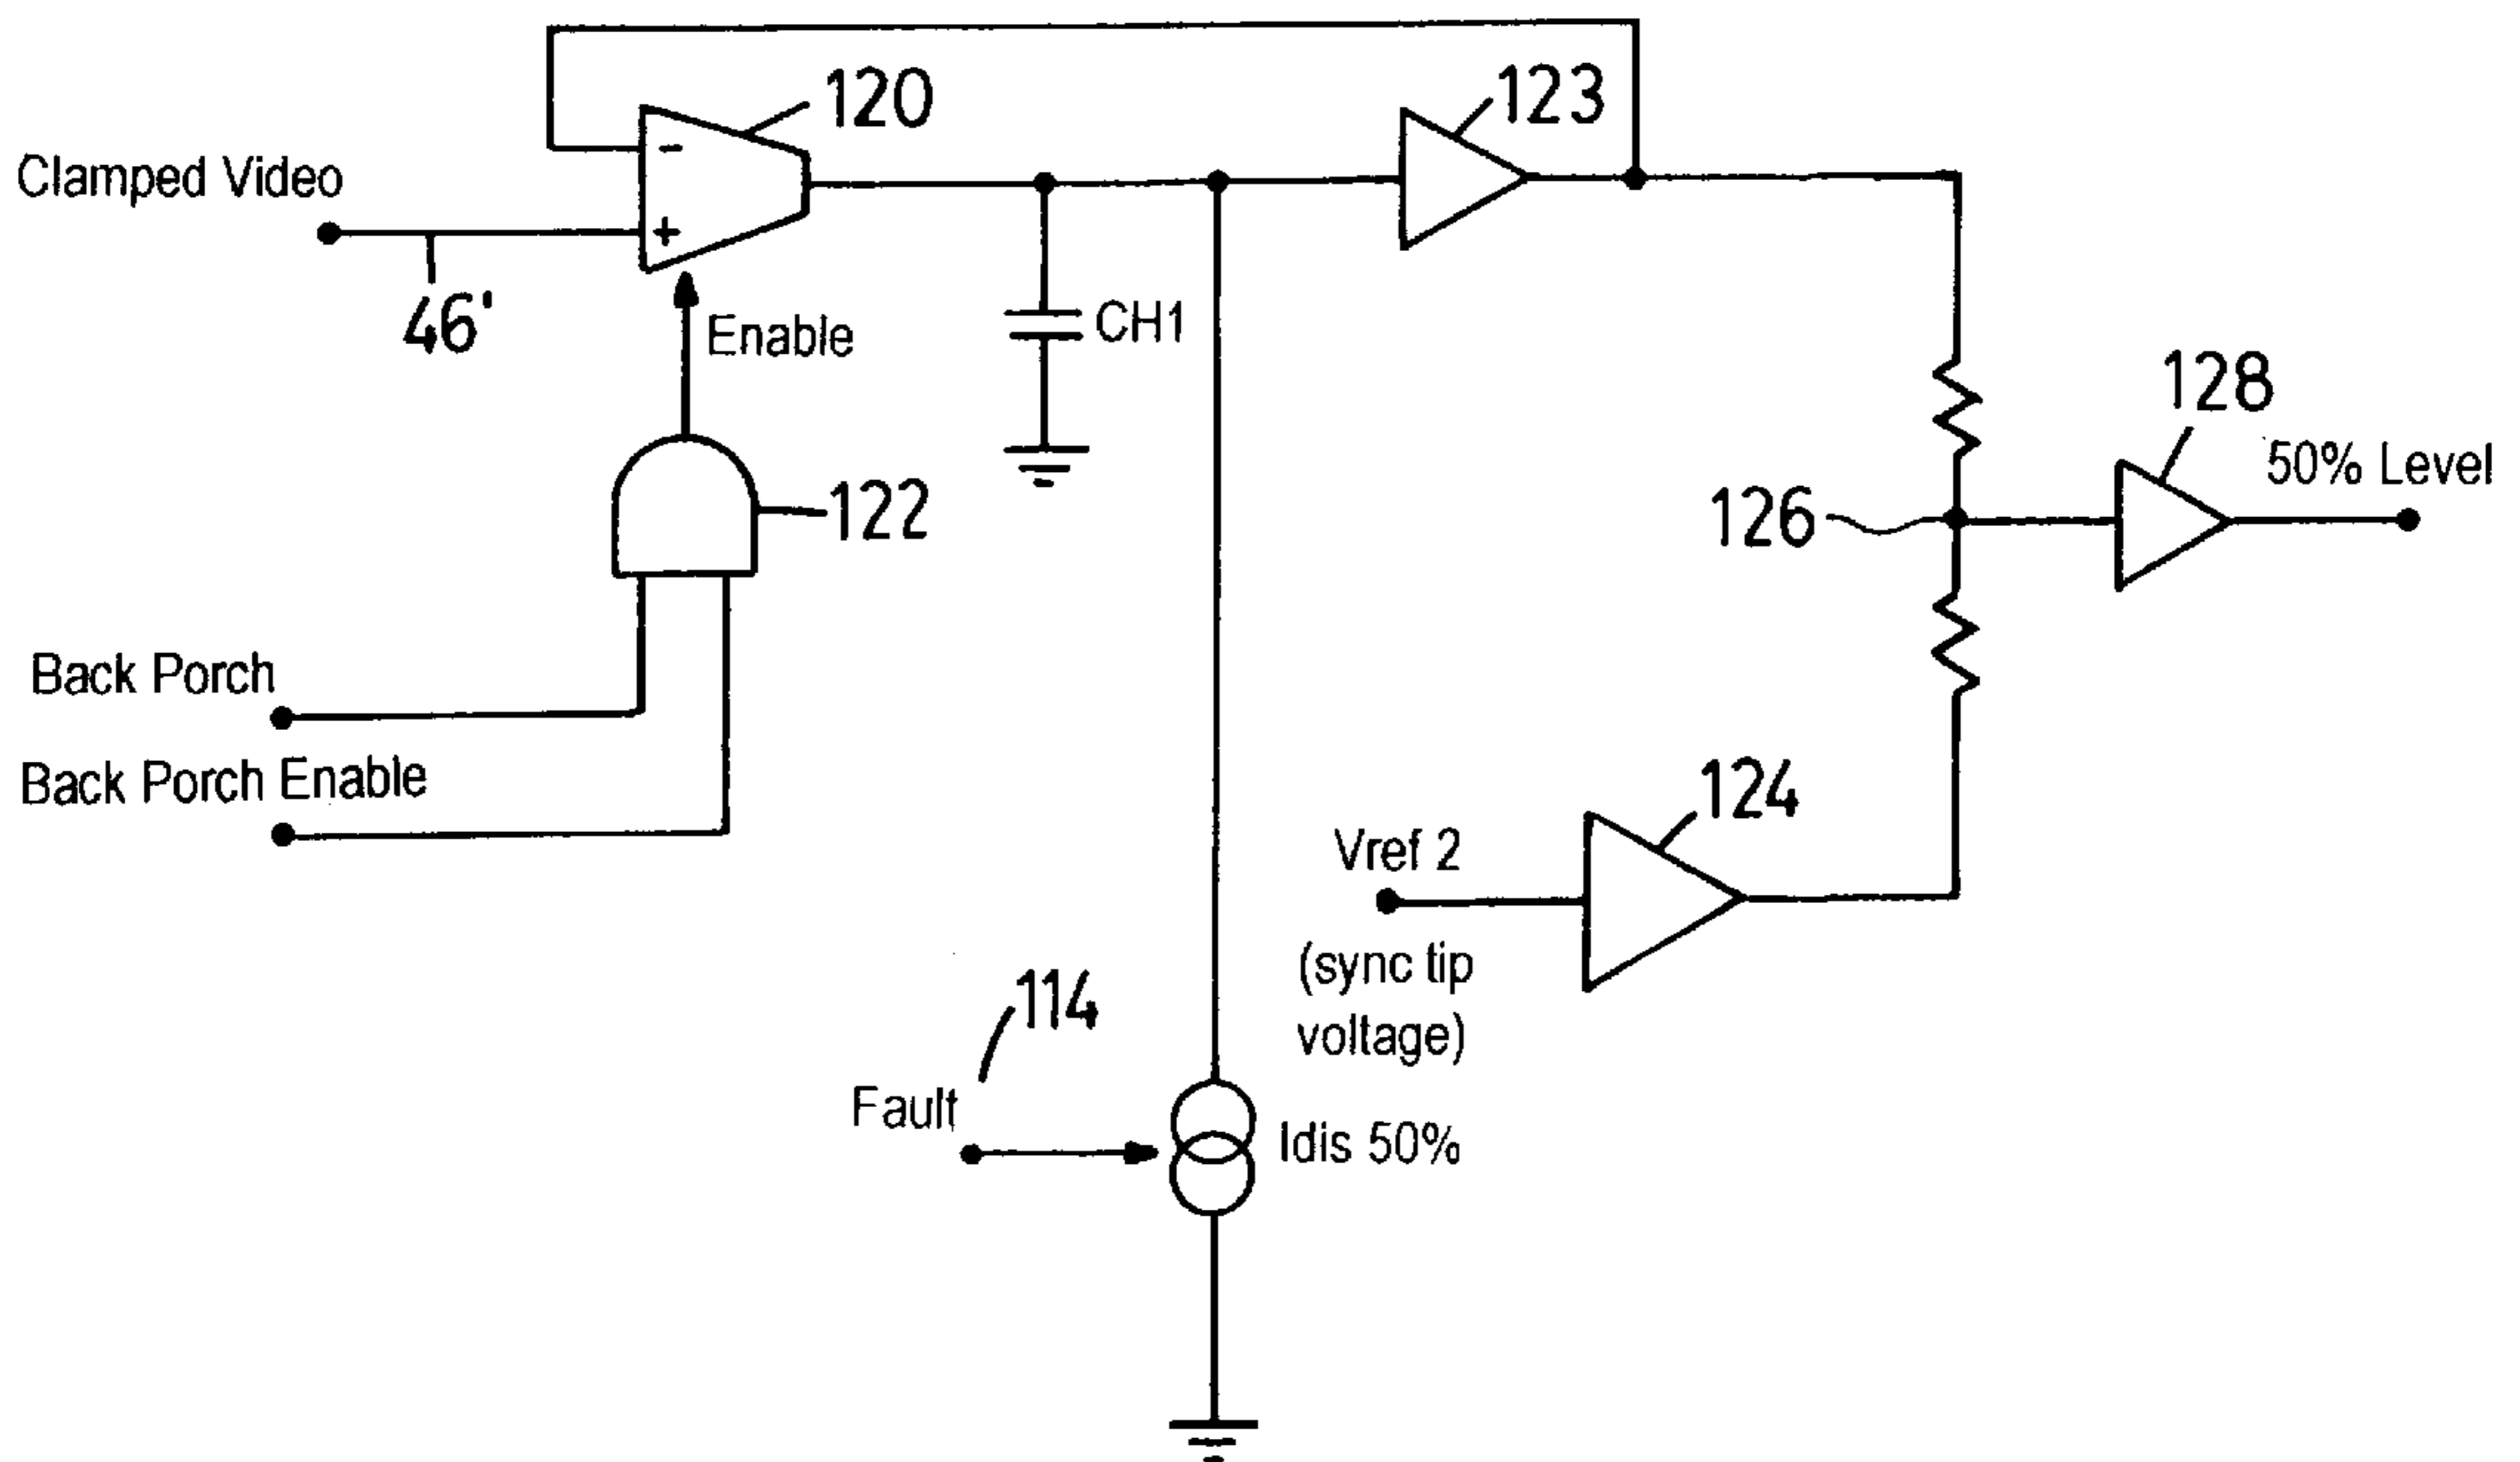 120
123
Clamped Video
-
+
46'
Enable
CH1
128
50% Level
122
126
Back Porch
Back Porch Enable
124
Vref 2
(sync tip
voltage)
114
Fault
Idis 50%